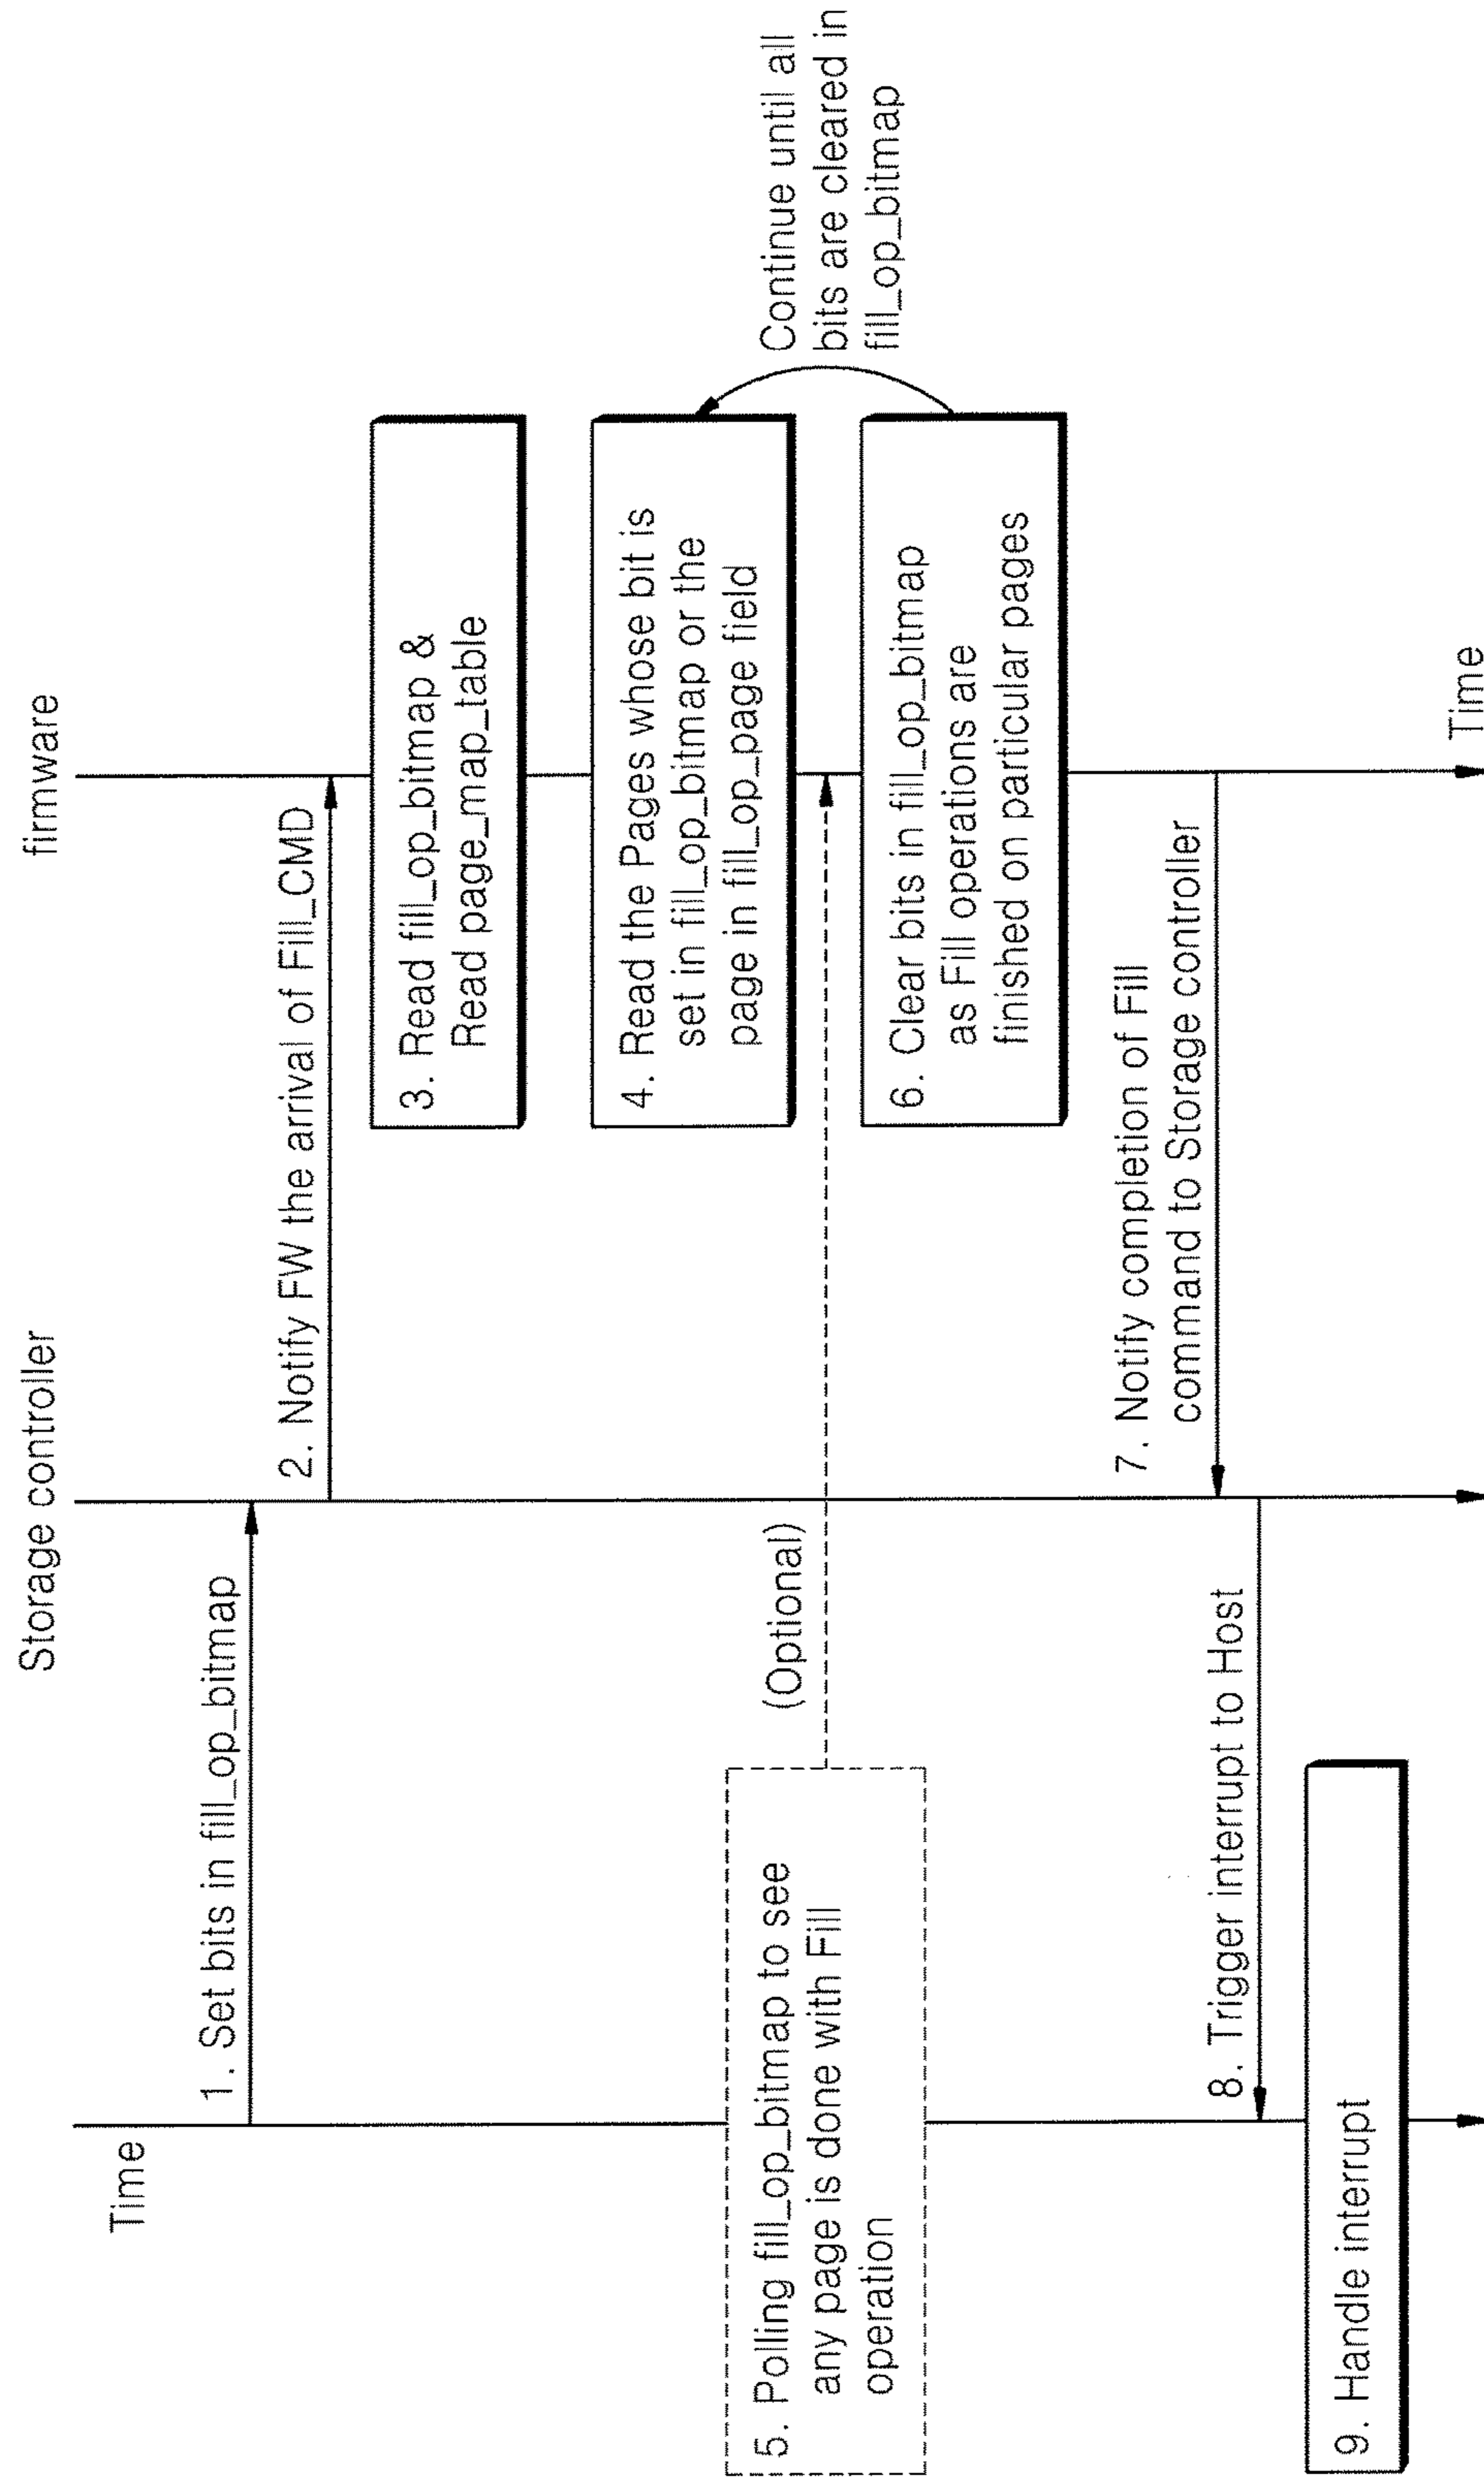 Storage controller
firmware
Time
1. Set bits in fill_op_bitmap
2. Notify FW the arrival of Fill_CMD
3. Read fill_op_bitmap &
Read page_map_table
4. Read the Pages whose bit is
set in fill_op_bitmap or the
page in fill_op_page field
5. Polling fill_op_bitmap to see
any page is done with Fill
operation
(Optional)
6. Clear bits in fill_op_bitmap
as Fill operations are
finished on particular pages
Continue until all
bits are cleared in
fill_op_bitmap
7. Notify completion of Fill
command to Storage controller
8. Trigger interrupt to Host
9. Handle interrupt
Time